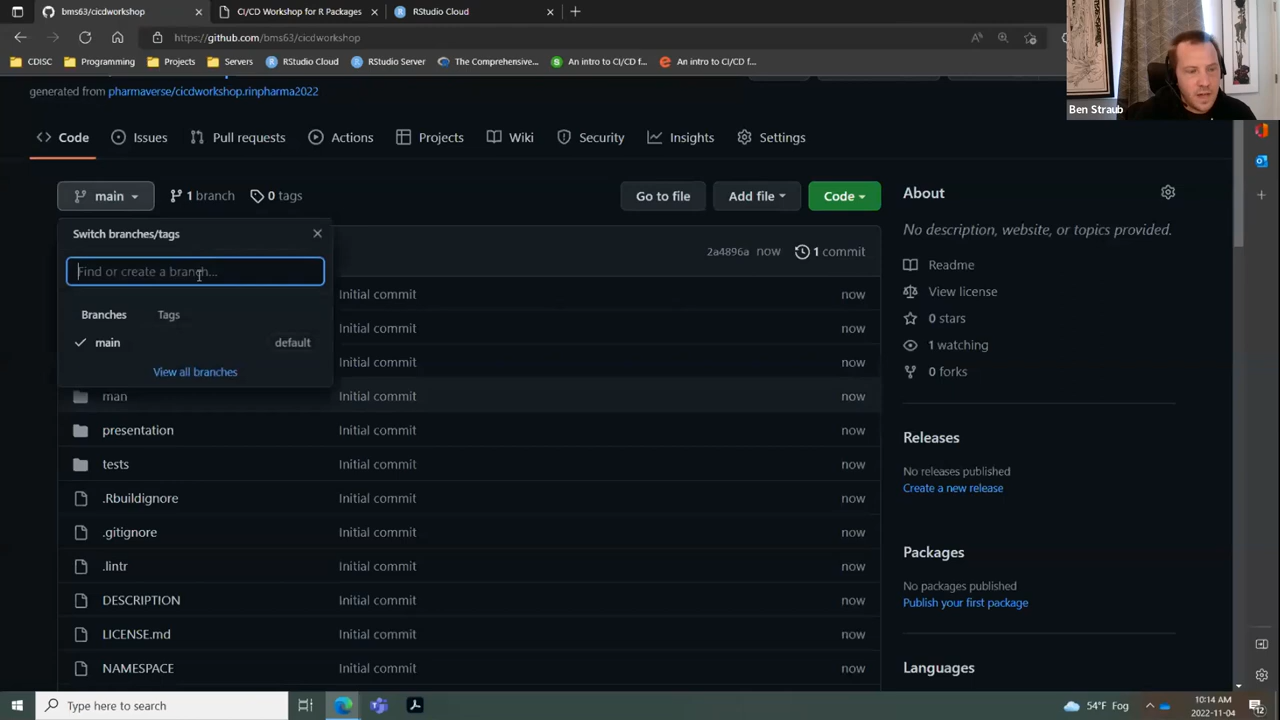 bms63/cicdworkshop
CI/CD Workshop for R Packages
RStudio Cloud
https://github.com/bms63/cicdworkshop
CDISC
Programming
Projects
Servers
RStudio Cloud
RStudio Server
The Comprehensive...
An intro to CI/CD f...
An intro to CI/CD f...
Ben Straub
generated from pharmaverse/cicdworkshop.rinpharma2022
Code
Issues
Pull requests
Actions
Projects
Wiki
Security
Insights
Settings
main
1 branch
0 tags
Go to file
Add file
Code
Switch branches/tags
Find or create a branch...
Branches
Tags
main
default
View all branches
2a4896a now
1 commit
Initial commit
now
Initial commit
now
Initial commit
now
man
Initial commit
now
presentation
Initial commit
now
tests
Initial commit
now
.Rbuildignore
Initial commit
now
.gitignore
Initial commit
now
.lintr
Initial commit
now
DESCRIPTION
Initial commit
now
LICENSE.md
Initial commit
now
NAMESPACE
Initial commit
now
About
No description, website, or topics provided.
Readme
View license
0 stars
1 watching
0 forks
Releases
No releases published
Create a new release
Packages
No packages published
Publish your first package
Languages
Type here to search
54°F Fog
10:14 AM
2022-11-04
12